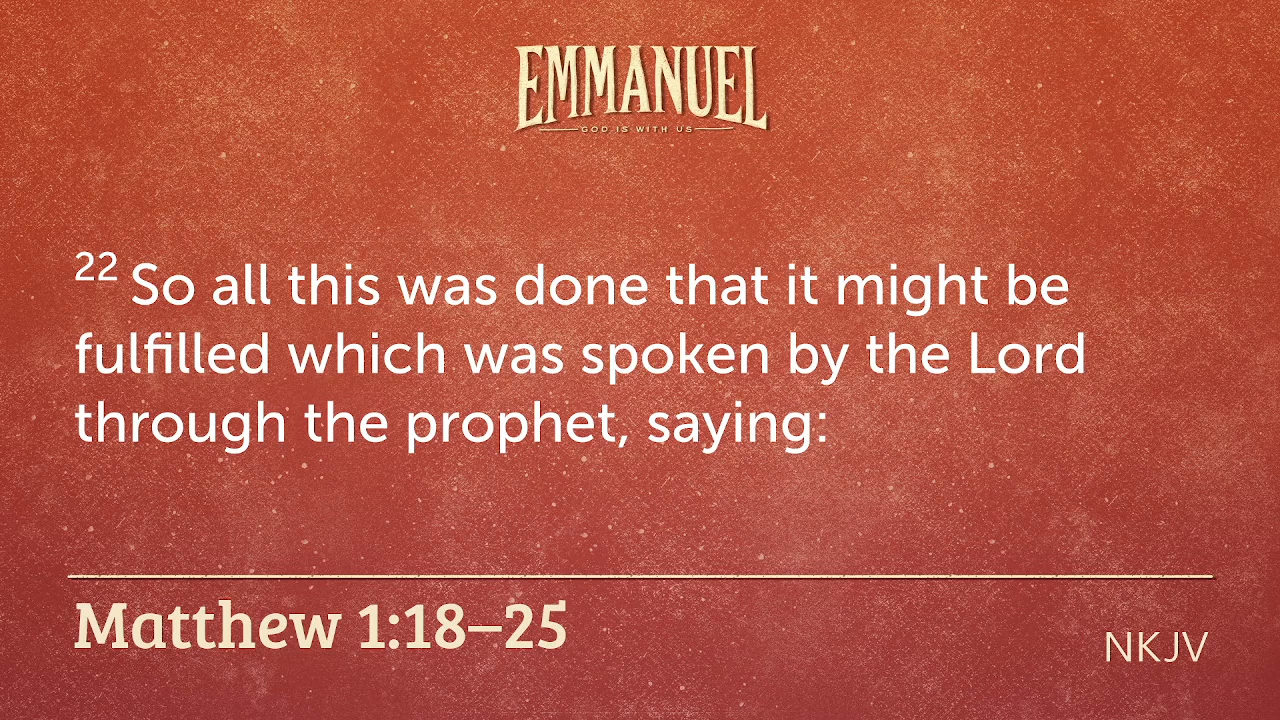 EMMANUEL
GOD IS WITH US
22 So all this was done that it might be
fulfilled which was spoken by the Lord
through the prophet, saying:
Matthew 1:18–25
NKJV